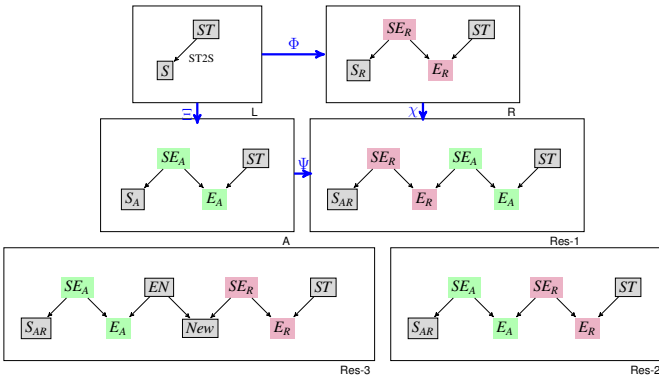 ST
SE_R ST
Φ
ST2S
S
S_R E_R
L
R
Ξ
χ
SE_A ST
SE_R SE_A ST
Ψ
S_A E_A
S_AR E_R E_A
A
Res-1
SE_A EN SE_R ST
SE_A SE_R ST
S_AR E_A New E_R
S_AR E_A E_R
Res-3
Res-2